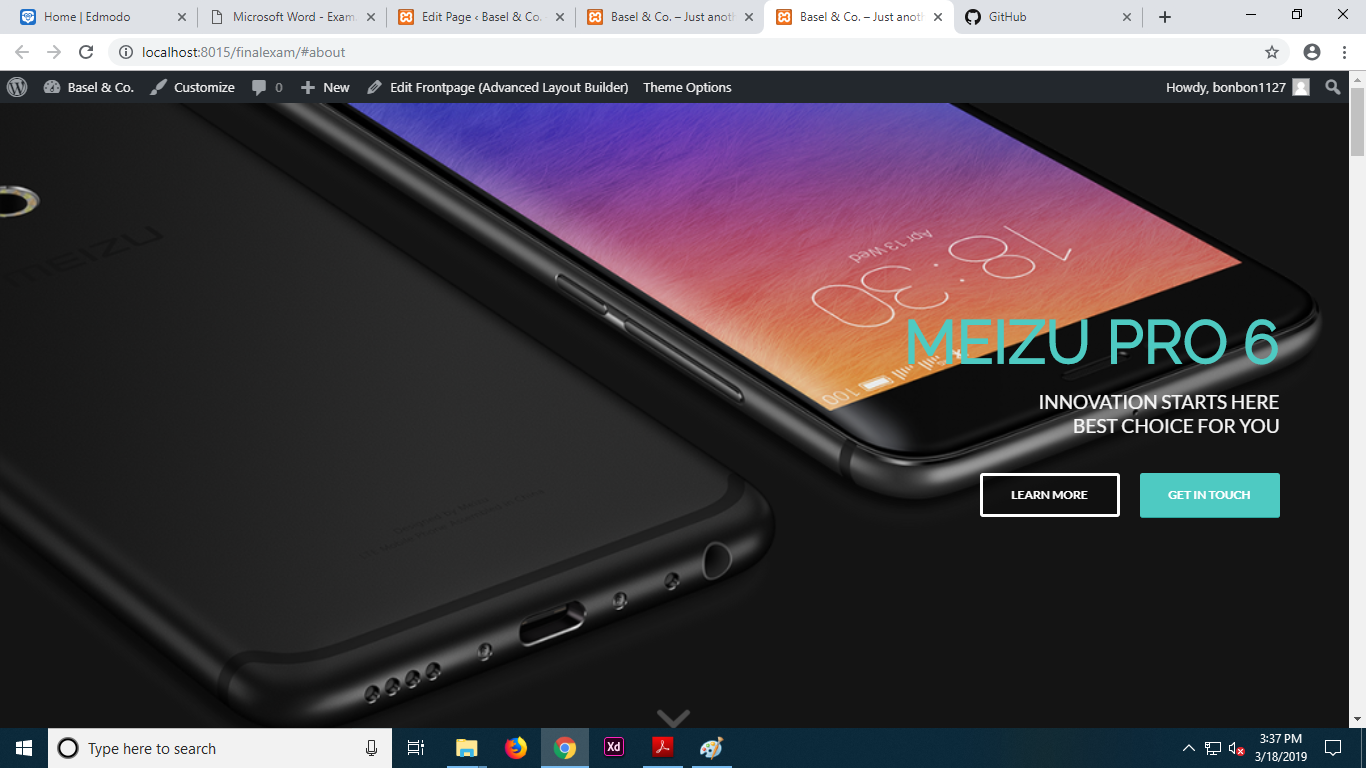 Home | Edmodo
Microsoft Word - Exam
Edit Page ‹ Basel & Co.
Basel & Co. – Just anoth
Basel & Co. – Just anoth
GitHub
localhost:8015/finalexam/#about
Basel & Co.
Customize
0
New
Edit Frontpage (Advanced Layout Builder)
Theme Options
Howdy, bonbon1127
MEIZU
Apr 13 Wed
18:30
100
MEIZU PRO 6
INNOVATION STARTS HERE
BEST CHOICE FOR YOU
LEARN MORE
GET IN TOUCH
Type here to search
Xd
3:37 PM
3/18/2019